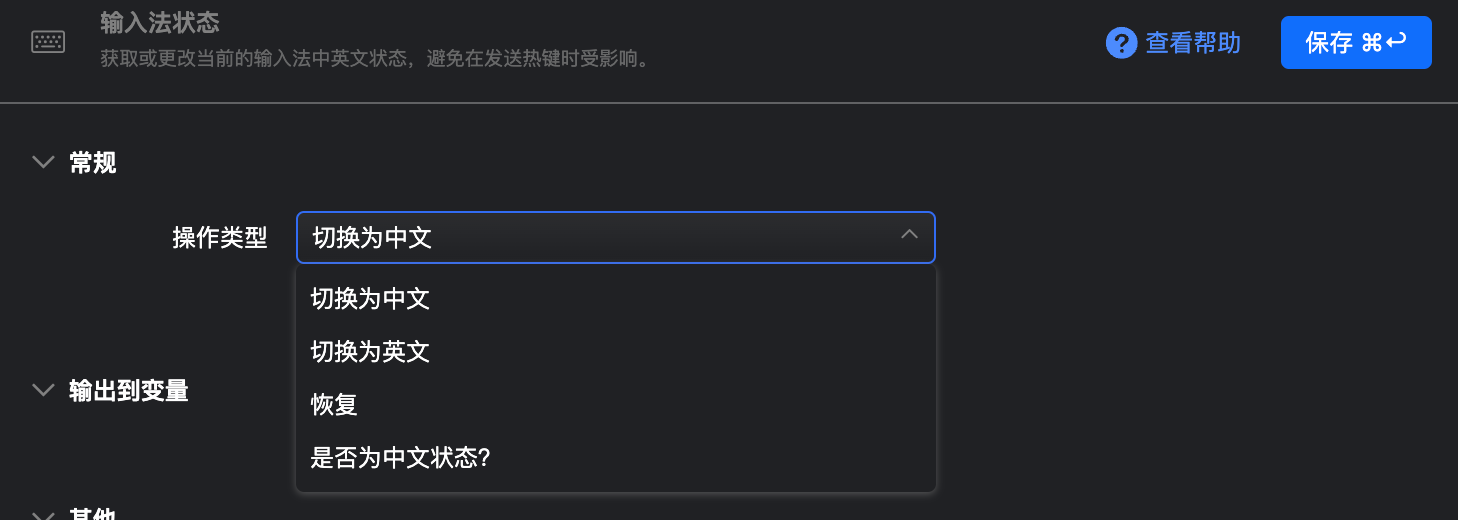 输入法状态
获取或更改当前的输入法中英文状态，避免在发送热键时受影响。
? 查看帮助
保存 ⌘↩
常规
操作类型
切换为中文
切换为中文
切换为英文
恢复
是否为中文状态?
输出到变量
其他